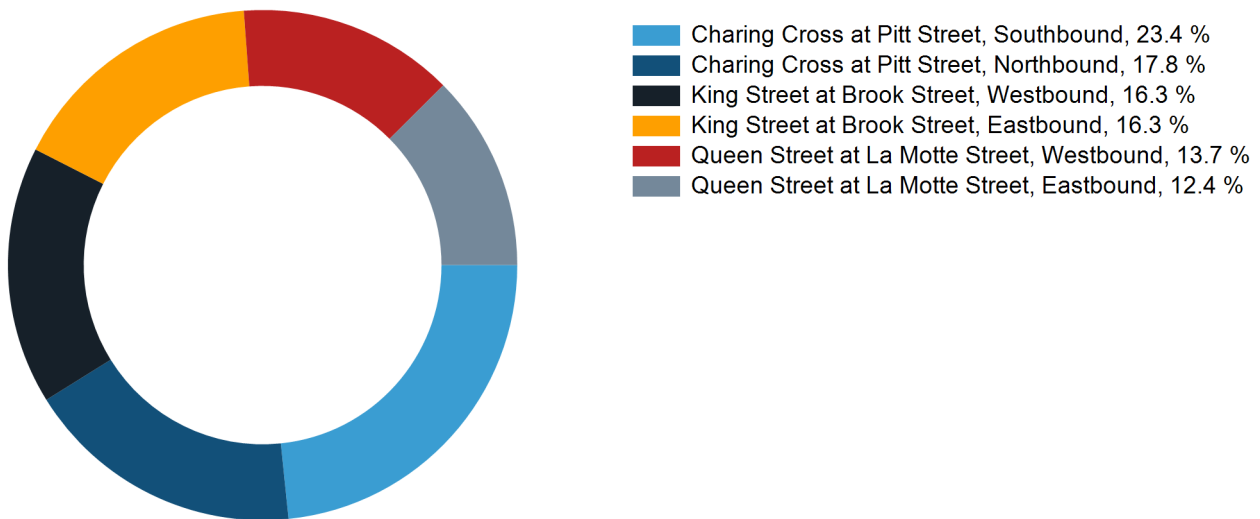 Charing Cross at Pitt Street, Southbound, 23.4 %
Charing Cross at Pitt Street, Northbound, 17.8 %
King Street at Brook Street, Westbound, 16.3 %
King Street at Brook Street, Eastbound, 16.3 %
Queen Street at La Motte Street, Westbound, 13.7 %
Queen Street at La Motte Street, Eastbound, 12.4 %